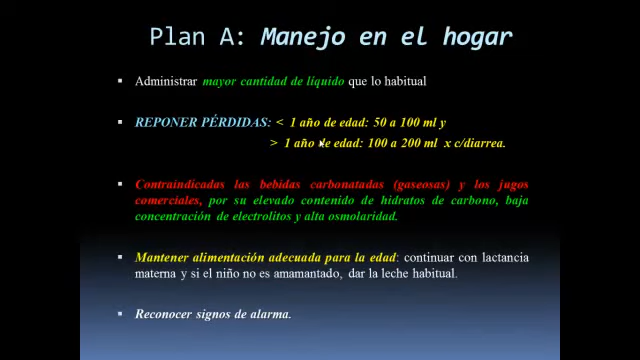 Plan A: Manejo en el hogar
▪ Administrar mayor cantidad de líquido que lo habitual
▪ REPONER PÉRDIDAS: < 1 año de edad: 50 a 100 ml y
> 1 año de edad: 100 a 200 ml x c/diarrea.
▪ Contraindicadas las bebidas carbonatadas (gaseosas) y los jugos
comerciales, por su elevado contenido de hidratos de carbono, baja
concentración de electrolitos y alta osmolaridad.
▪ Mantener alimentación adecuada para la edad: continuar con lactancia
materna y si el niño no es amamantado, dar la leche habitual.
▪ Reconocer signos de alarma.